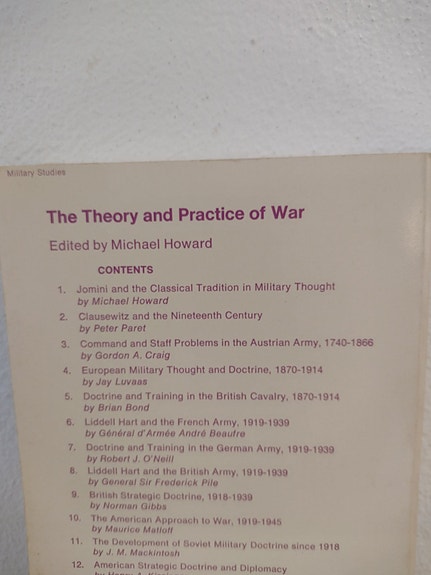 Military Studies
The Theory and Practice of War
Edited by Michael Howard
CONTENTS
1. Jomini and the Classical Tradition in Military Thought
by Michael Howard
2. Clausewitz and the Nineteenth Century
by Peter Paret
3. Command and Staff Problems in the Austrian Army, 1740-1866
by Gordon A. Craig
4. European Military Thought and Doctrine, 1870-1914
by Jay Luvaas
5. Doctrine and Training in the British Cavalry, 1870-1914
by Brian Bond
6. Liddell Hart and the French Army, 1919-1939
by Général d'Armée André Beaufre
7. Doctrine and Training in the German Army, 1919-1939
by Robert J. O'Neill
8. Liddell Hart and the British Army, 1919-1939
by General Sir Frederick Pile
9. British Strategic Doctrine, 1918-1939
by Norman Gibbs
10. The American Approach to War, 1919-1945
by Maurice Matloff
11. The Development of Soviet Military Doctrine since 1918
by J. M. Mackintosh
12. American Strategic Doctrine and Diplomacy